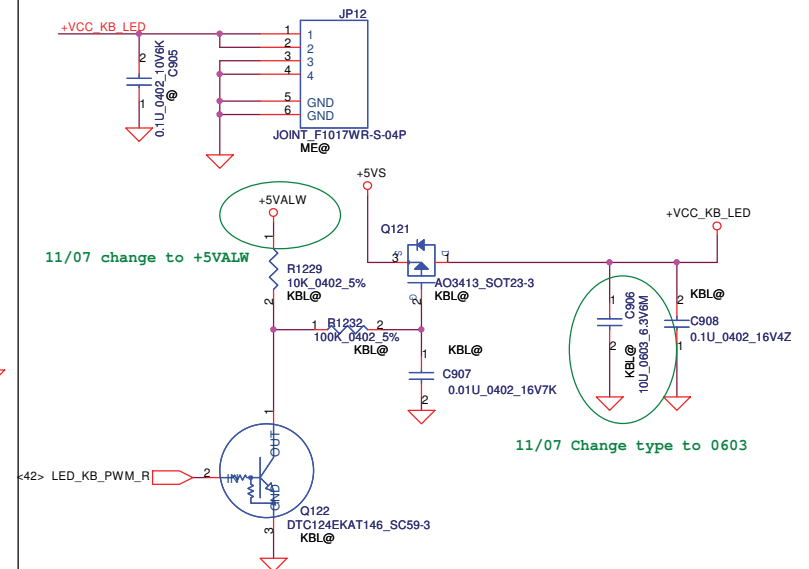 JP12
+VCC_KB_LED
1 1
2 2
3 3
4 4
5 GND
6 GND
2
1
0.1U_0402_10V6K
C905
@
JOINT_F1017WR-S-04P
ME@
+5VS
+5VALW
+VCC_KB_LED
1
Q121
11/07 change to +5VALW
3 S D 1
R1229
10K_0402_5%
KBL@
2
AO3413_SOT23-3
KBL@
G
2
1 R1232 2
100K_0402_5%
KBL@
1
KBL@
C907
0.01U_0402_16V7K
2
1
2
C906
10U_0603_6.3V6M
KBL@
2
KBL@
C908
0.1U_0402_16V4Z
1
11/07 Change type to 0603
1
OUT
<42> LED_KB_PWM_R
2
IN
GND
3
Q122
DTC124EKAT146_SC59-3
KBL@